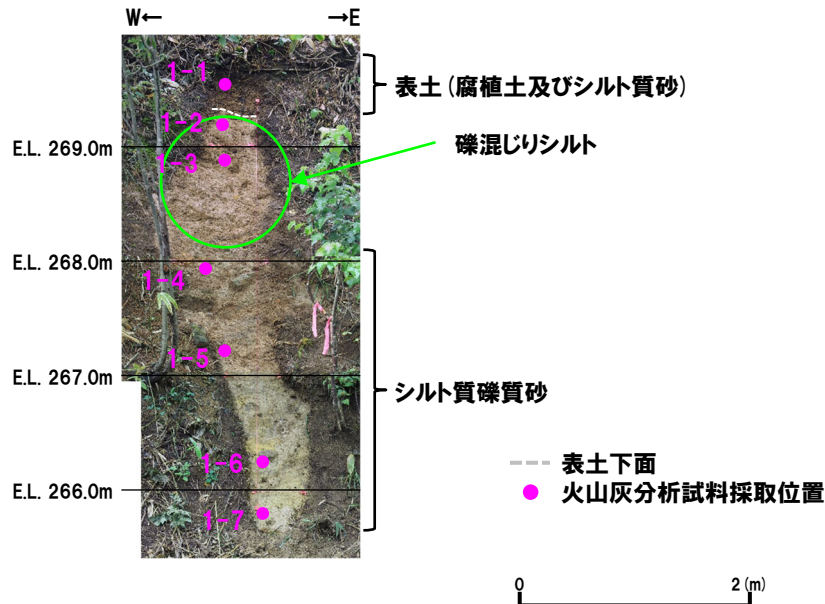 W← →E
1-1
表土(腐植土及びシルト質砂)
1-2
E.L. 269.0m
礫混じりシルト
1-3
E.L. 268.0m
1-4
1-5
E.L. 267.0m
シルト質礫質砂
1-6
表土下面
E.L. 266.0m
火山灰分析試料採取位置
1-7
0 2(m)